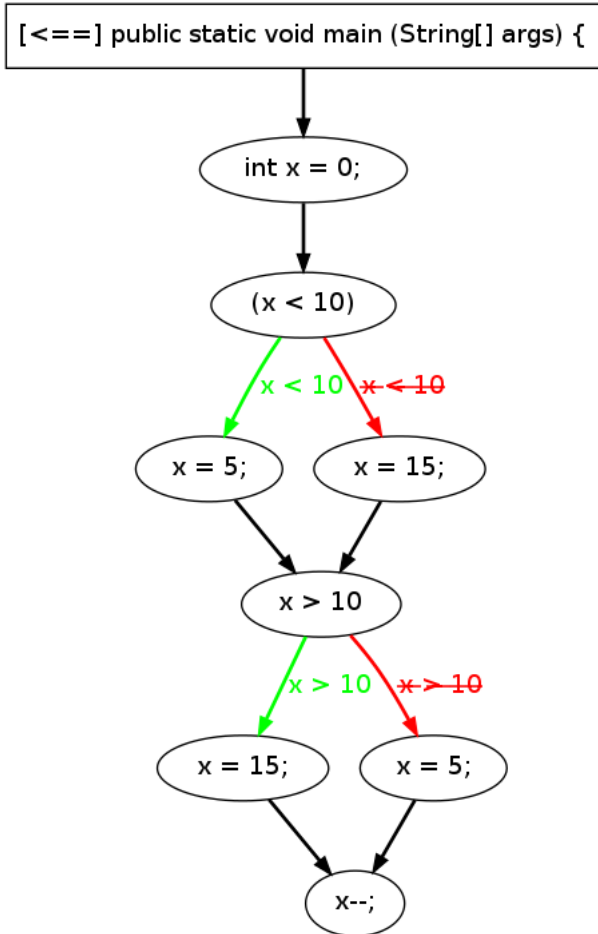 [<==] public static void main (String[] args) {
int x = 0;
(x < 10)
x < 10 x < 10
x = 5; x = 15;
x > 10
x > 10 x > 10
x = 15; x = 5;
x--;